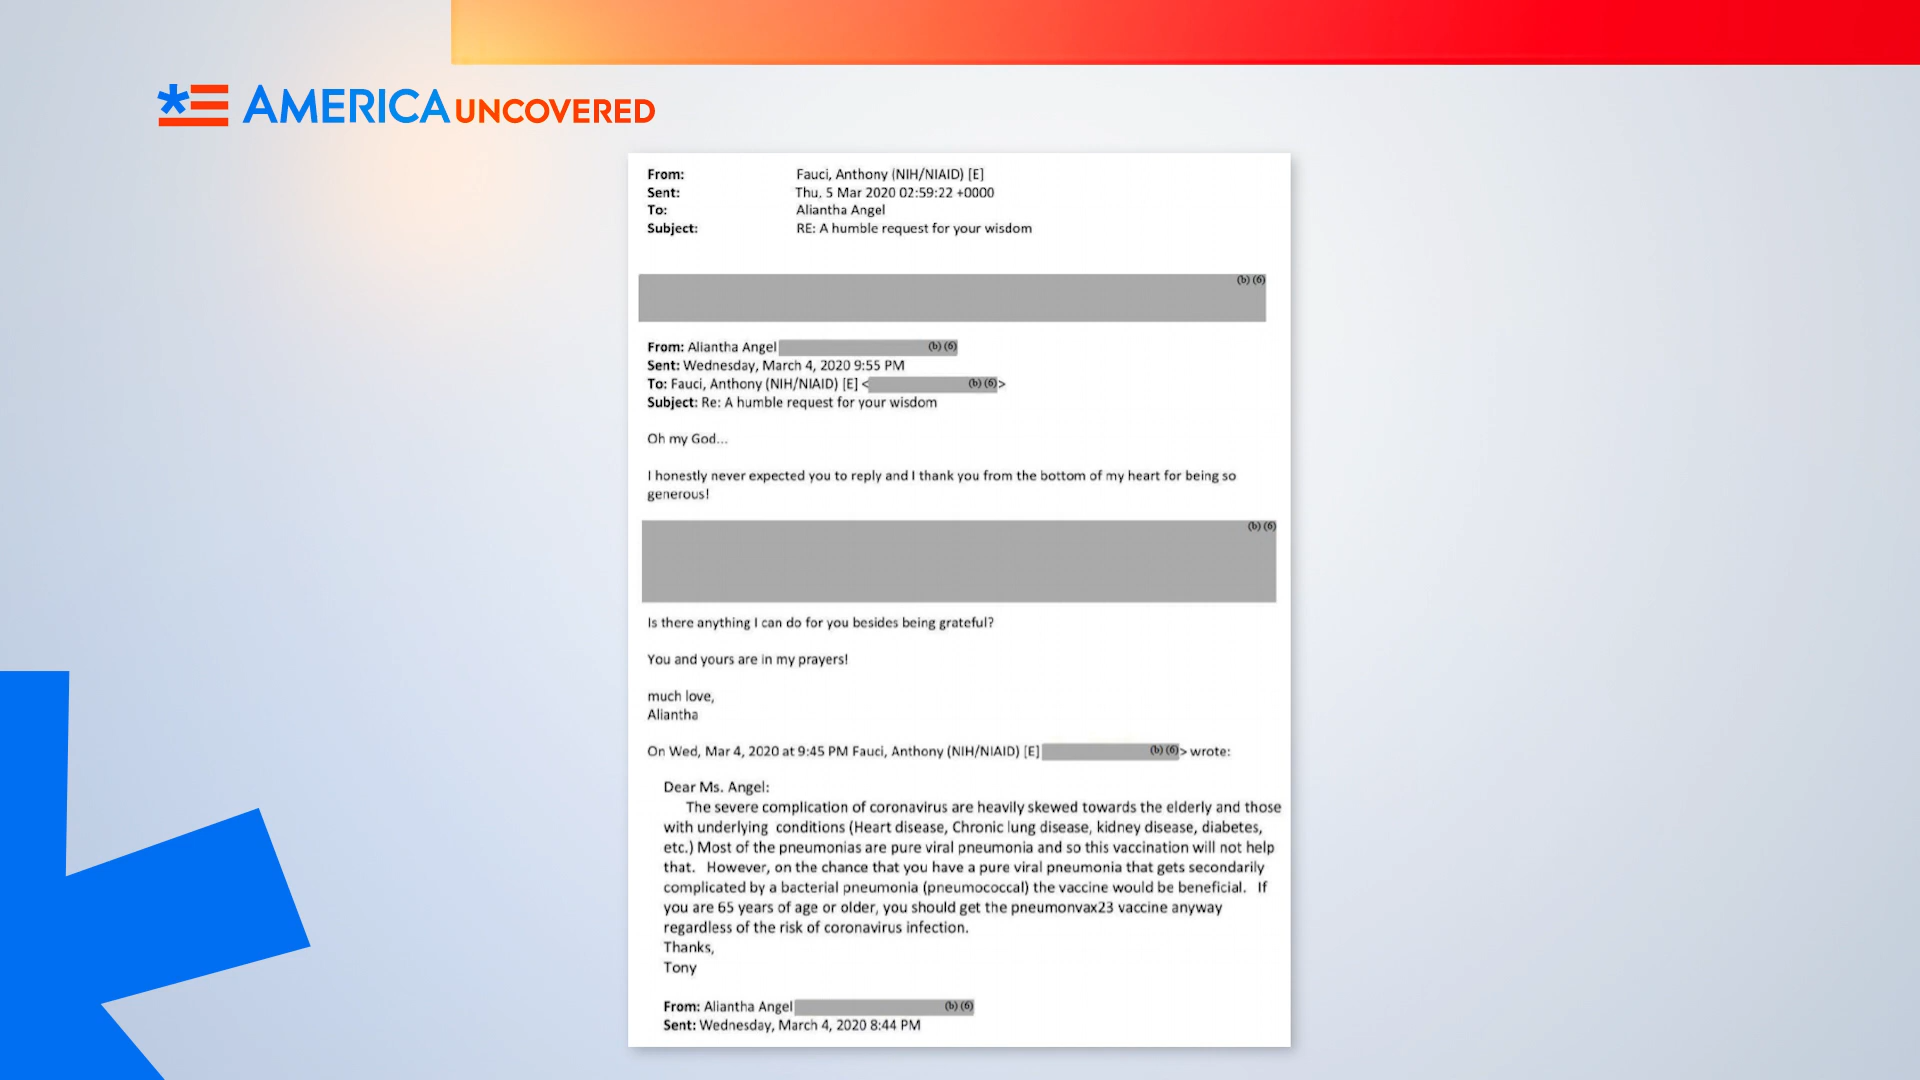 AMERICA UNCOVERED
From: Fauci, Anthony (NIH/NIAID) [E]
Sent: Thu, 5 Mar 2020 02:59:22 +0000
To: Aliantha Angel
Subject: RE: A humble request for your wisdom
(b) (6)
From: Aliantha Angel (b) (6)
Sent: Wednesday, March 4, 2020 9:55 PM
To: Fauci, Anthony (NIH/NIAID) [E] < (b) (6)>
Subject: Re: A humble request for your wisdom
Oh my God...
I honestly never expected you to reply and I thank you from the bottom of my heart for being so
generous!
(b) (6)
Is there anything I can do for you besides being grateful?
You and yours are in my prayers!
much love,
Aliantha
On Wed, Mar 4, 2020 at 9:45 PM Fauci, Anthony (NIH/NIAID) [E] (b) (6)> wrote:
Dear Ms. Angel:
The severe complication of coronavirus are heavily skewed towards the elderly and those
with underlying conditions (Heart disease, Chronic lung disease, kidney disease, diabetes,
etc.) Most of the pneumonias are pure viral pneumonia and so this vaccination will not help
that. However, on the chance that you have a pure viral pneumonia that gets secondarily
complicated by a bacterial pneumonia (pneumococcal) the vaccine would be beneficial. If
you are 65 years of age or older, you should get the pneumonvax23 vaccine anyway
regardless of the risk of coronavirus infection.
Thanks,
Tony
From: Aliantha Angel (b) (6)
Sent: Wednesday, March 4, 2020 8:44 PM